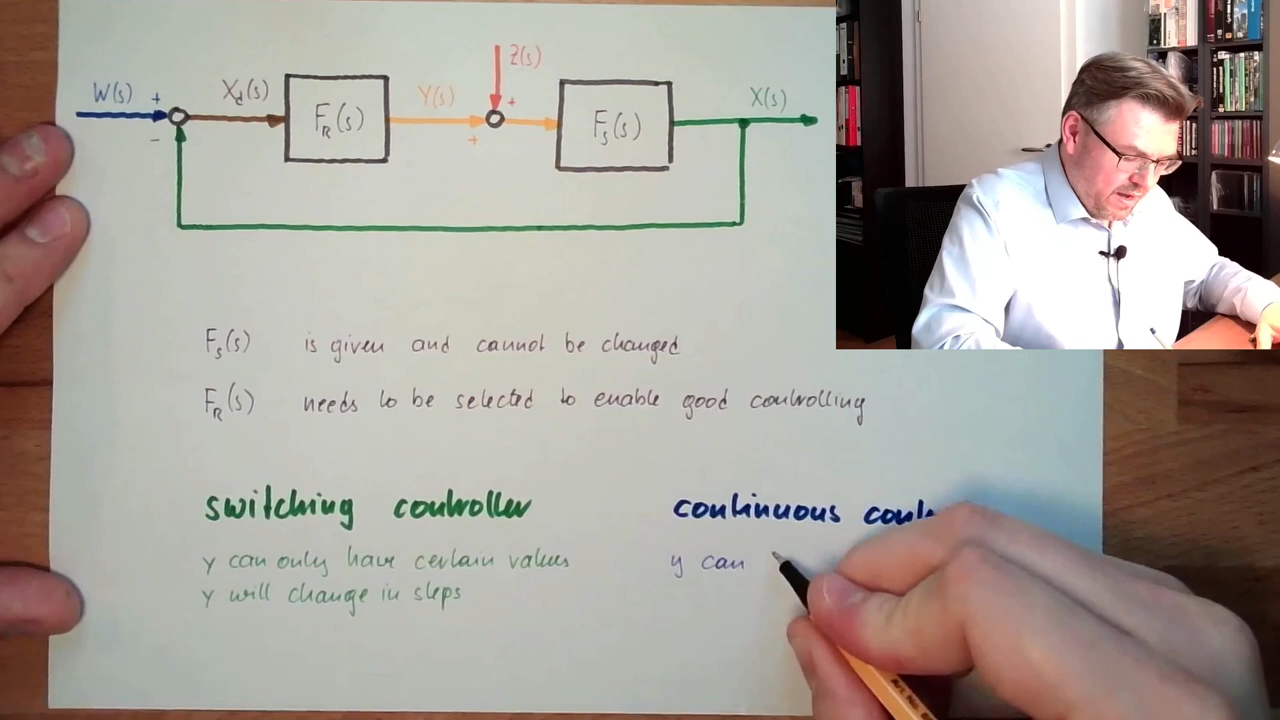 W(s) + X_d(s) F_R(s) Y(s) + Z(s) + F_S(s) X(s)
−
F_S(s) is given and cannot be changed
F_R(s) needs to be selected to enable good controlling
switching controller
y can only have certain values
y will change in steps
continuous
y can